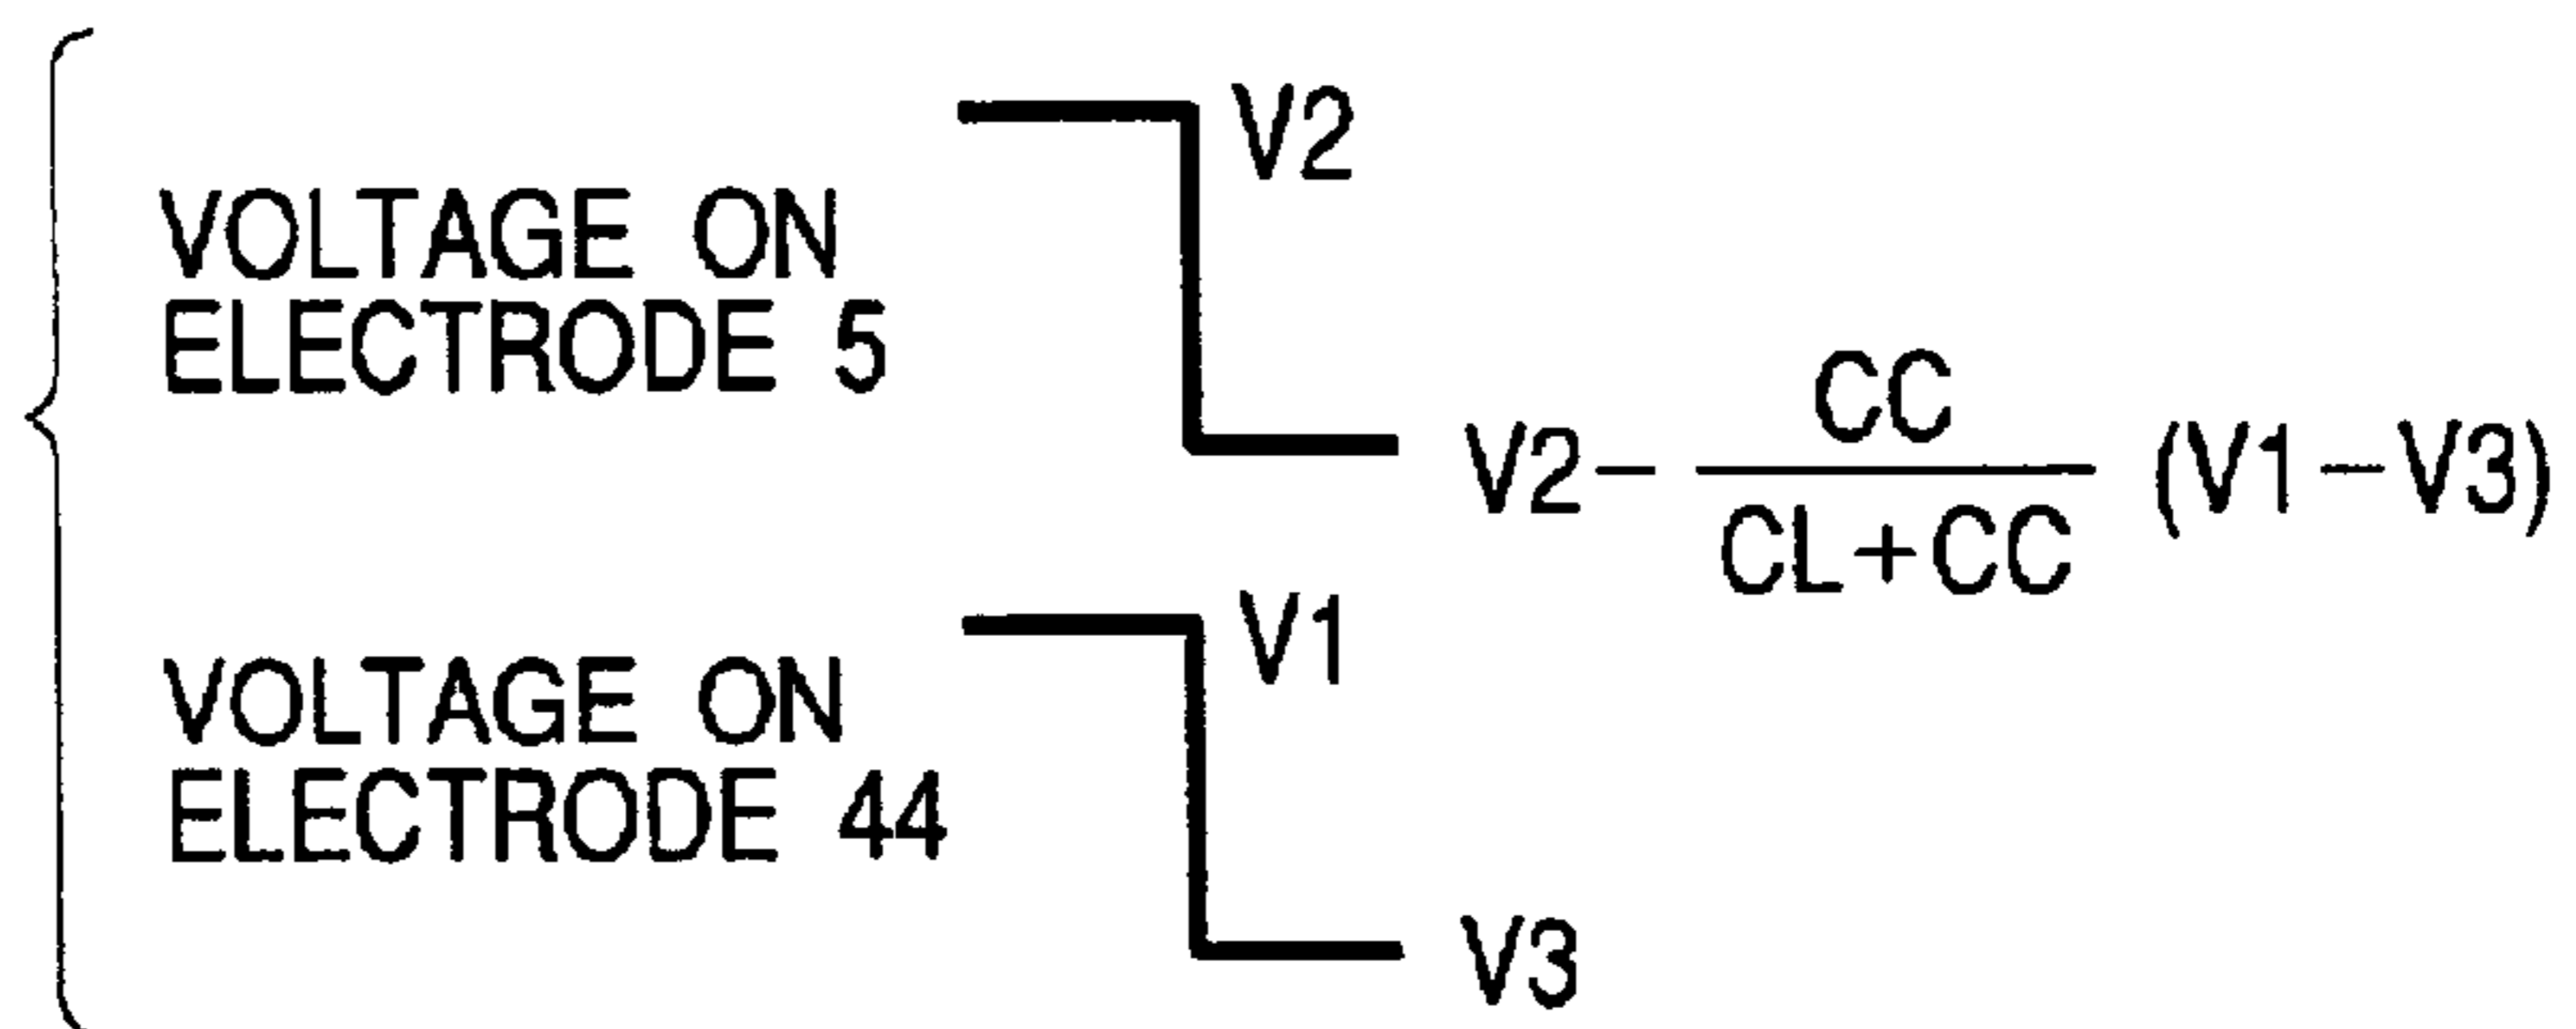 V2
VOLTAGE ON
ELECTRODE 5
V2− CC/(CL+CC) (V1−V3)
V1
VOLTAGE ON
ELECTRODE 44
V3